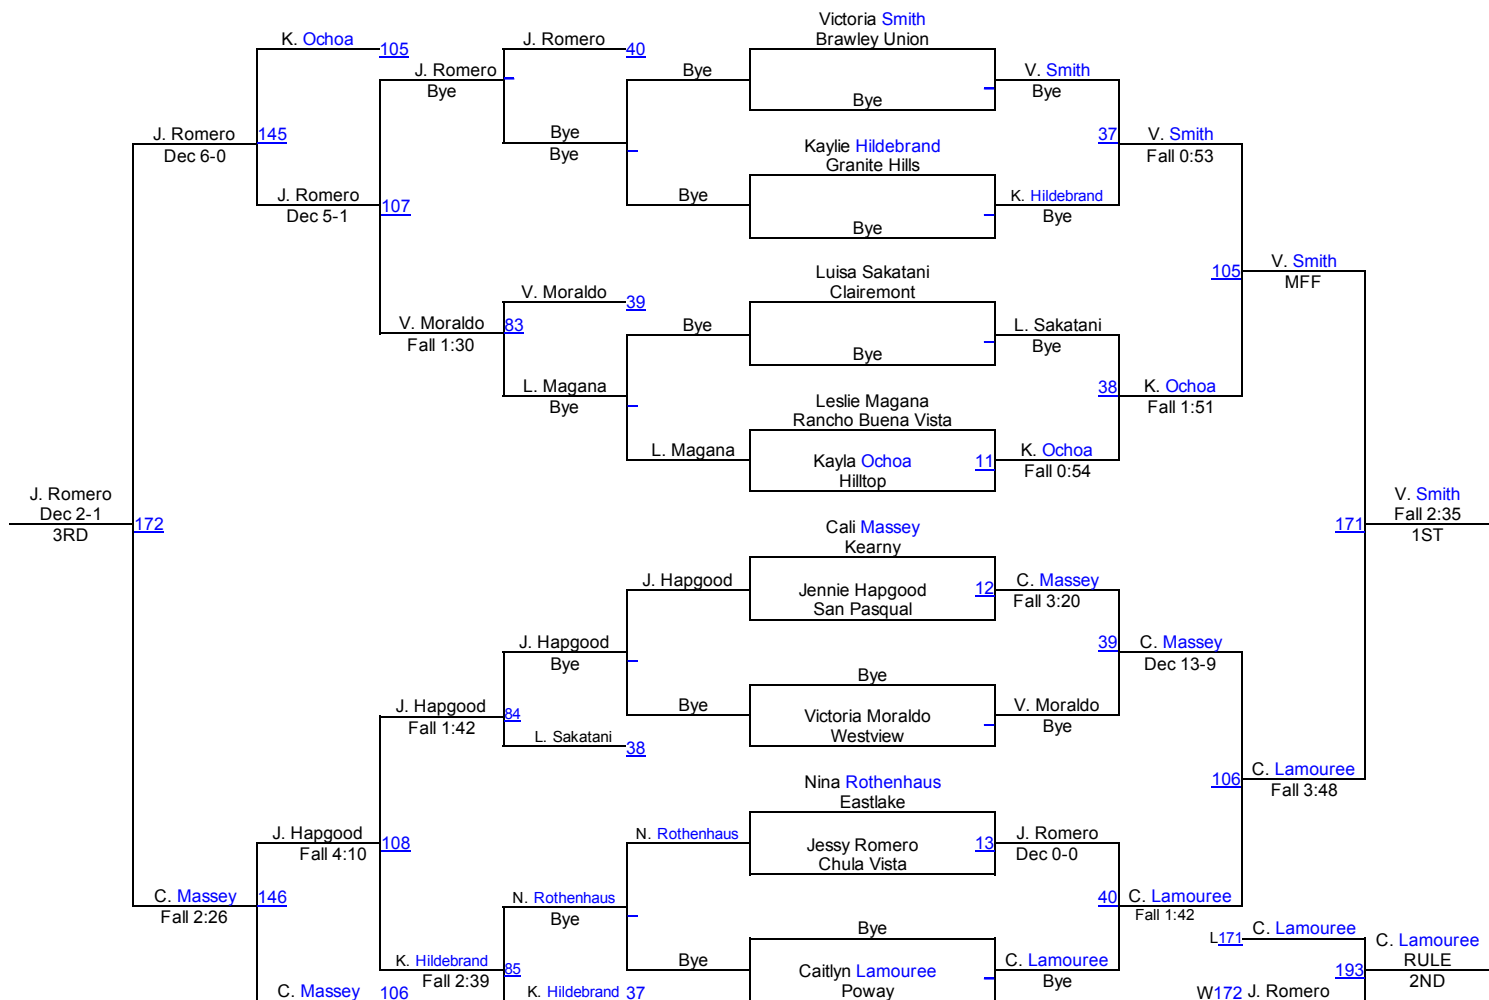 Victoria Smith
Brawley Union
K. Ochoa 105
J. Romero 40
J. Romero
Bye
Bye
V. Smith
Bye
Bye
J. Romero 145
Dec 6-0
Bye
Bye
Kaylie Hildebrand
Granite Hills
37 V. Smith
Fall 0:53
J. Romero 107
Dec 5-1
Bye
K. Hildebrand
Bye
Bye
Luisa Sakatani
Clairemont
105 V. Smith
MFF
V. Moraldo 39
V. Moraldo 83
Fall 1:30
Bye
L. Sakatani
Bye
Bye
L. Magana
Bye
Leslie Magana
Rancho Buena Vista
38 K. Ochoa
Fall 1:51
L. Magana
Kayla Ochoa 11
Hilltop
K. Ochoa
Fall 0:54
J. Romero
Dec 2-1 172
3RD
Cali Massey
Kearny
V. Smith
171 Fall 2:35
1ST
J. Hapgood
Jennie Hapgood 12
San Pasqual
C. Massey
Fall 3:20
J. Hapgood
Bye
39 C. Massey
Dec 13-9
Bye
J. Hapgood 84
Fall 1:42
Bye
Victoria Moraldo
Westview
V. Moraldo
Bye
L. Sakatani 38
Nina Rothenhaus
Eastlake
106 C. Lamouree
Fall 3:48
J. Hapgood 108
Fall 4:10
N. Rothenhaus
Jessy Romero 13
Chula Vista
J. Romero
Dec 0-0
C. Massey 146
Fall 2:26
N. Rothenhaus
Bye
40 C. Lamouree
Fall 1:42
Bye
L171 C. Lamouree
C. Lamouree
193 RULE
2ND
K. Hildebrand 85
Fall 2:39
Bye
Caitlyn Lamouree
Poway
C. Lamouree
Bye
C. Massey 106
K. Hildebrand 37
W172 J. Romero